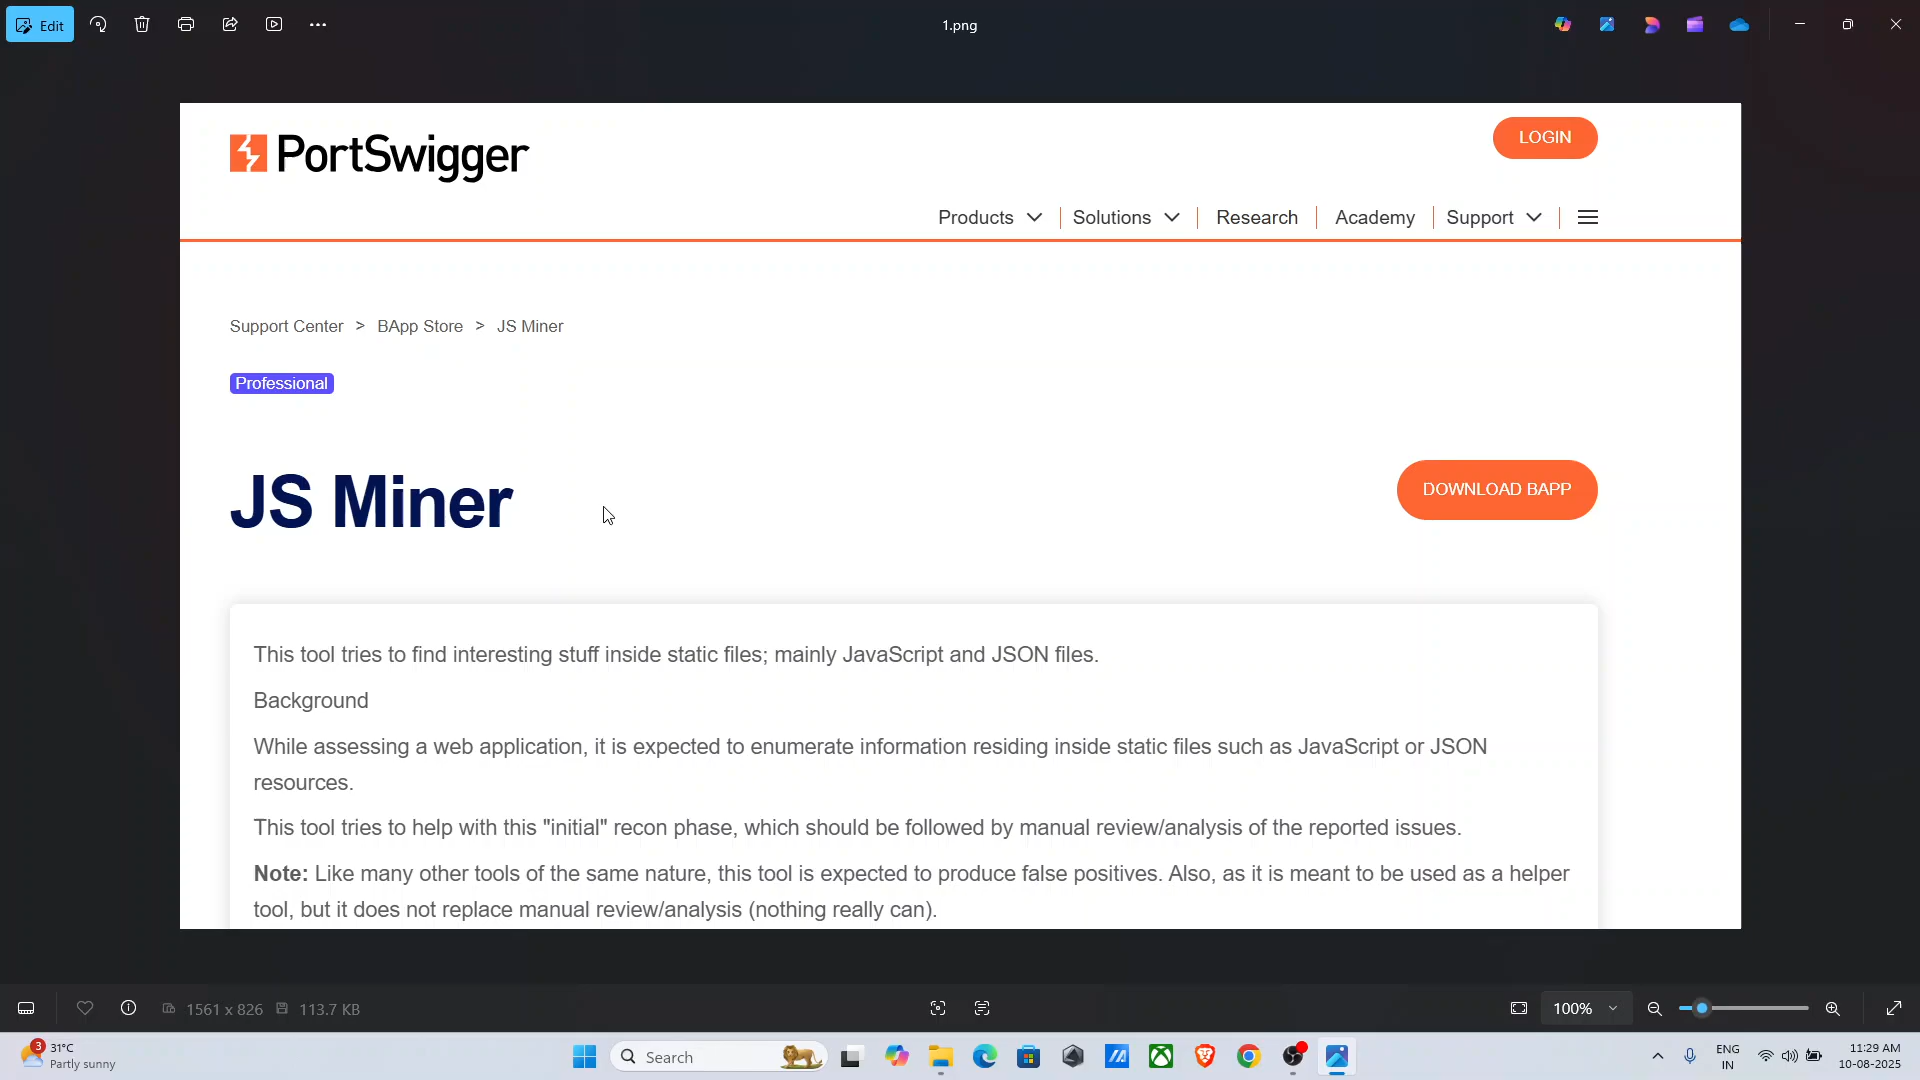 Edit
1.png
PortSwigger
LOGIN
Products
Solutions
Research
Academy
Support
Support Center > BApp Store > JS Miner
Professional
JS Miner
DOWNLOAD BAPP
This tool tries to find interesting stuff inside static files; mainly JavaScript and JSON files.
Background
While assessing a web application, it is expected to enumerate information residing inside static files such as JavaScript or JSON
resources.
This tool tries to help with this "initial" recon phase, which should be followed by manual review/analysis of the reported issues.
Note: Like many other tools of the same nature, this tool is expected to produce false positives. Also, as it is meant to be used as a helper
tool, but it does not replace manual review/analysis (nothing really can).
1561 x 826
113.7 KB
100%
3
31°C
Partly sunny
Search
ENG
IN
11:29 AM
10-08-2025